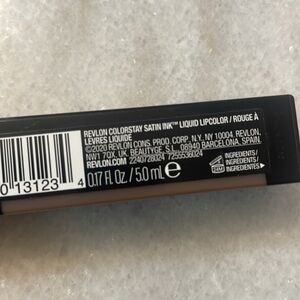 REVLON COLORSTAY SATIN INK™ LIQUID LIPCOLOR / ROUGE À
LÈVRES LIQUIDE
©2020 REVLON CONS. PROD. CORP. N.Y., NY 10004. REVLON,
NW1 7QX, UK. BEAUTYGE, S.L. 08940 BARCELONA. SPAIN.
REVLON.COM 2240728024 7255536024
0.17 Fl. Oz / 5.0 mL ℮
24M
INGREDIENTS/
INGRÉDIENTS
0 13123 4